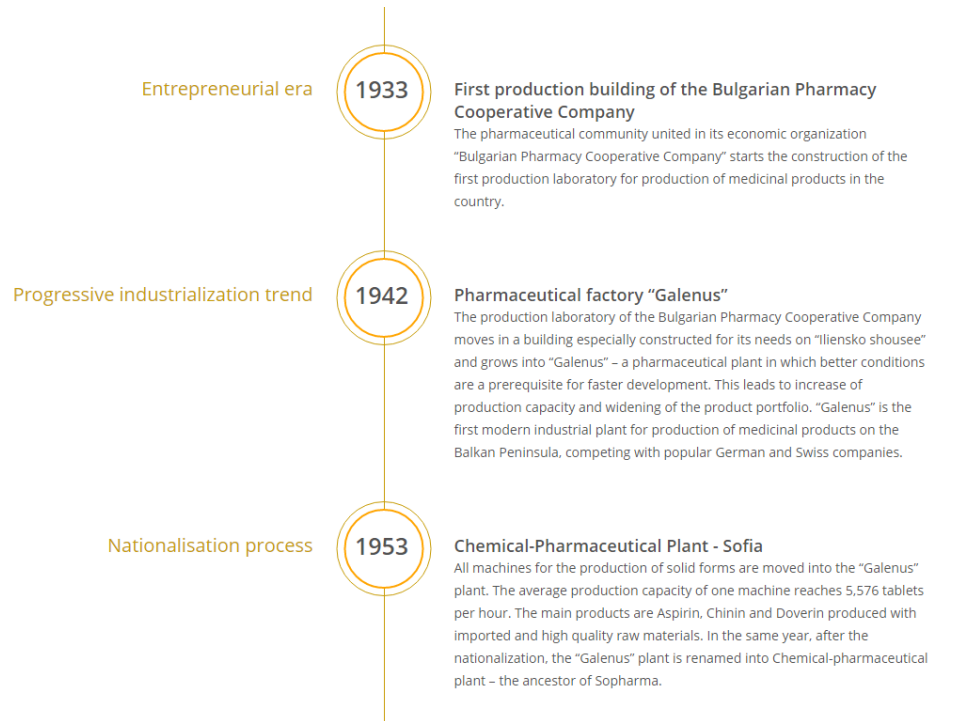 Entrepreneurial era
1933
First production building of the Bulgarian Pharmacy
Cooperative Company
The pharmaceutical community united in its economic organization
“Bulgarian Pharmacy Cooperative Company” starts the construction of the
first production laboratory for production of medicinal products in the
country.
Progressive industrialization trend
1942
Pharmaceutical factory “Galenus”
The production laboratory of the Bulgarian Pharmacy Cooperative Company
moves in a building especially constructed for its needs on “Iliensko shousee”
and grows into “Galenus” – a pharmaceutical plant in which better conditions
are a prerequisite for faster development. This leads to increase of
production capacity and widening of the product portfolio. “Galenus” is the
first modern industrial plant for production of medicinal products on the
Balkan Peninsula, competing with popular German and Swiss companies.
Nationalisation process
1953
Chemical-Pharmaceutical Plant - Sofia
All machines for the production of solid forms are moved into the “Galenus”
plant. The average production capacity of one machine reaches 5,576 tablets
per hour. The main products are Aspirin, Chinin and Doverin produced with
imported and high quality raw materials. In the same year, after the
nationalization, the “Galenus” plant is renamed into Chemical-pharmaceutical
plant – the ancestor of Sopharma.